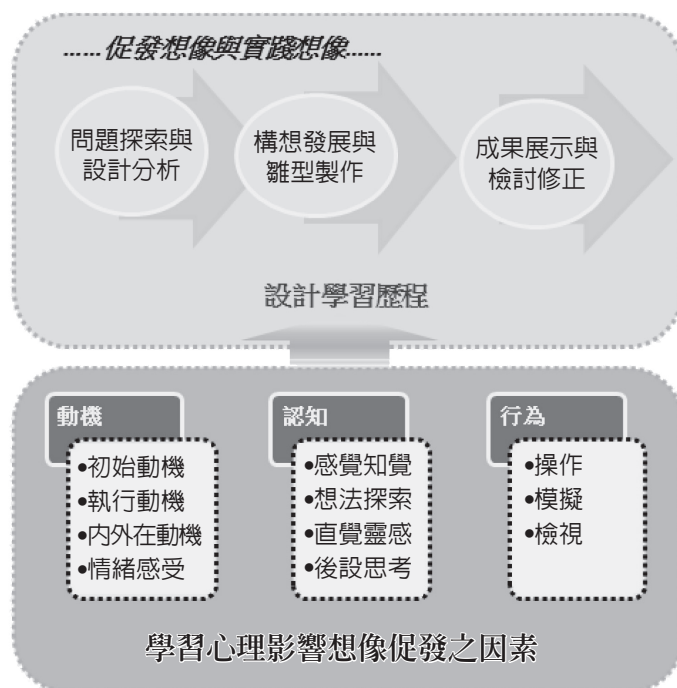 ......促發想像與實踐想像......
問題探索與
設計分析
構想發展與
雛型製作
成果展示與
檢討修正
設計學習歷程
動機
•初始動機
•執行動機
•內外在動機
•情緒感受
認知
•感覺知覺
•想法探索
•直覺靈感
•後設思考
行為
•操作
•模擬
•檢視
學習心理影響想像促發之因素